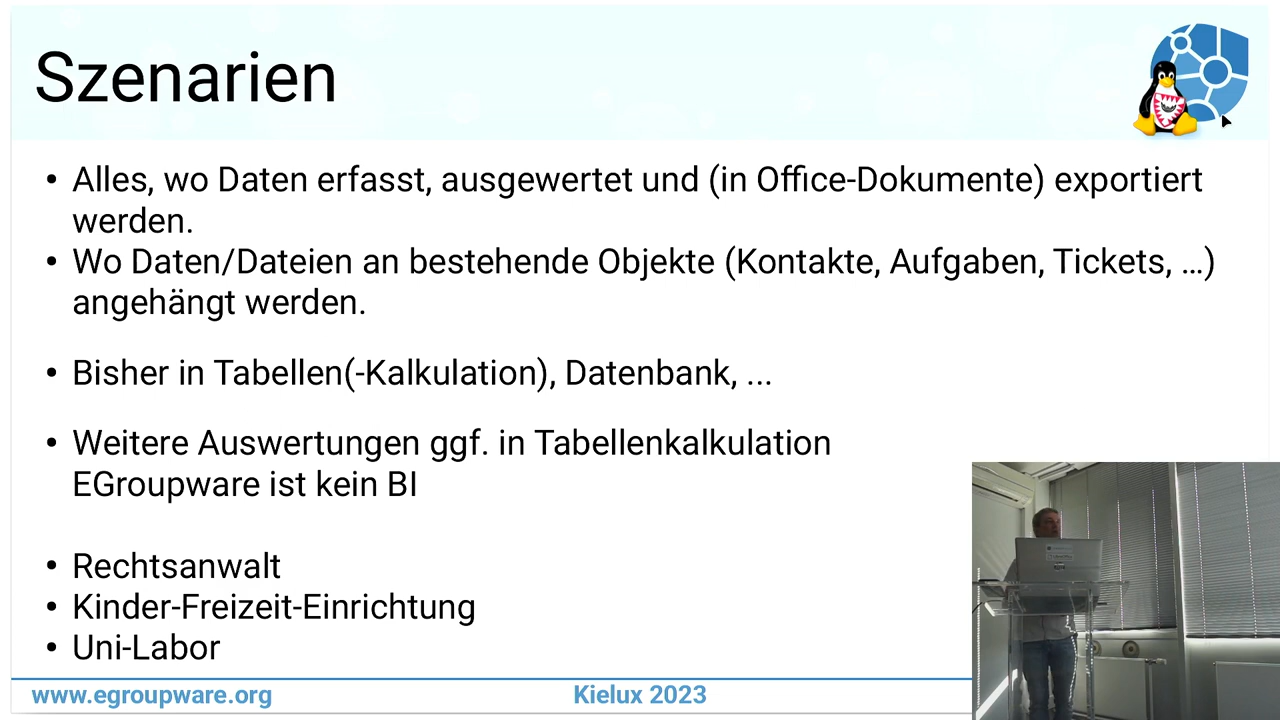 Szenarien
• Alles, wo Daten erfasst, ausgewertet und (in Office-Dokumente) exportiert
werden.
• Wo Daten/Dateien an bestehende Objekte (Kontakte, Aufgaben, Tickets, ...)
angehängt werden.
• Bisher in Tabellen(-Kalkulation), Datenbank, ...
• Weitere Auswertungen ggf. in Tabellenkalkulation
EGroupware ist kein BI
• Rechtsanwalt
• Kinder-Freizeit-Einrichtung
• Uni-Labor
www.egroupware.org
Kielux 2023